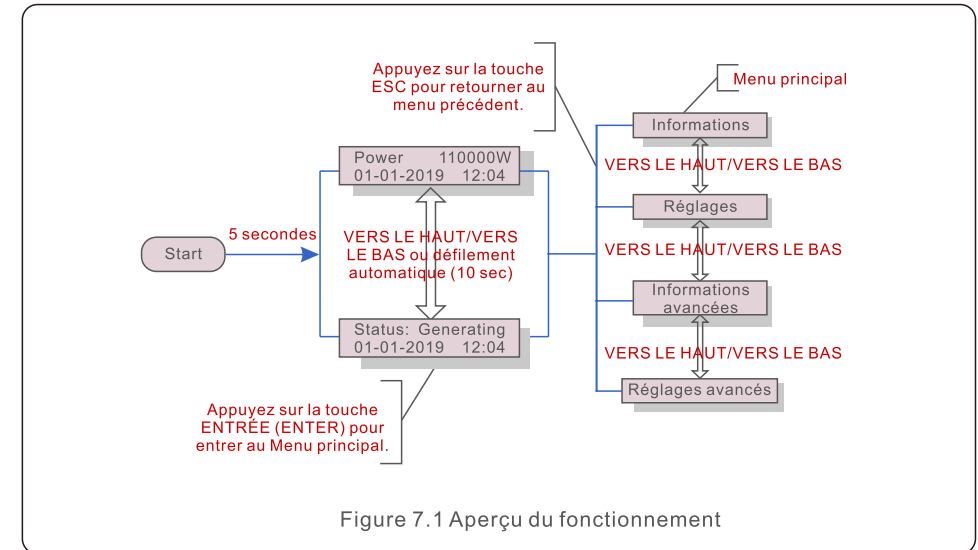 Appuyez sur la touche
ESC pour retourner au
menu précédent.
Menu principal
Informations
VERS LE HAUT/VERS LE BAS
Réglages
VERS LE HAUT/VERS LE BAS
Informations
avancées
VERS LE HAUT/VERS LE BAS
Réglages avancés
Power 110000W
01-01-2019 12:04
Start
5 secondes
VERS LE HAUT/VERS
LE BAS ou défilement
automatique (10 sec)
Status: Generating
01-01-2019 12:04
Appuyez sur la touche
ENTRÉE (ENTER) pour
entrer au Menu principal.
Figure 7.1 Aperçu du fonctionnement